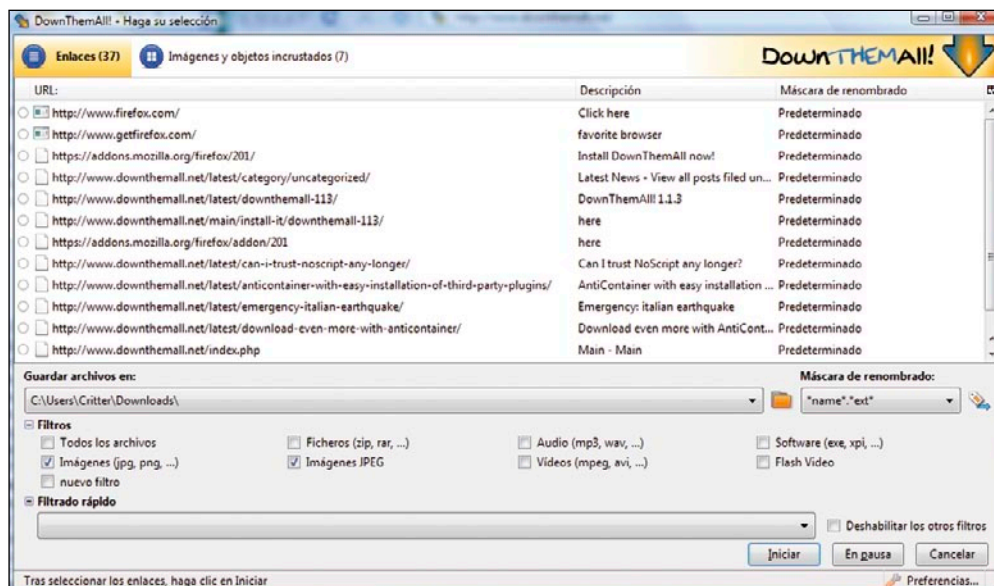 DownThemAll! - Haga su selección
Enlaces (37) Imágenes y objetos incrustados (7) DownTHEMAll!
URL: Descripción Máscara de renombrado
http://www.firefox.com/ Click here Predeterminado
http://www.getfirefox.com/ favorite browser Predeterminado
https://addons.mozilla.org/firefox/201/ Install DownThemAll now! Predeterminado
http://www.downthemall.net/latest/category/uncategorized/ Latest News - View all posts filed un... Predeterminado
http://www.downthemall.net/latest/downthemall-113/ DownThemAll! 1.1.3 Predeterminado
http://www.downthemall.net/main/install-it/downthemall-113/ here Predeterminado
https://addons.mozilla.org/firefox/addon/201 here Predeterminado
http://www.downthemall.net/latest/can-i-trust-noscript-any-longer/ Can I trust NoScript any longer? Predeterminado
http://www.downthemall.net/latest/anticontainer-with-easy-installation-of-third-party-plugins/ AntiContainer with easy installation ... Predeterminado
http://www.downthemall.net/latest/emergency-italian-earthquake/ Emergency: italian earthquake Predeterminado
http://www.downthemall.net/latest/download-even-more-with-anticontainer/ Download even more with AntiCont... Predeterminado
http://www.downthemall.net/index.php Main - Main Predeterminado
Guardar archivos en: Máscara de renombrado:
C:\Users\Critter\Downloads\ *name*.*ext*
Filtros
Todos los archivos Ficheros (zip, rar, ...) Audio (mp3, wav, ...) Software (exe, xpi, ...)
Imágenes (jpg, png, ...) Imágenes JPEG Vídeos (mpeg, avi, ...) Flash Video
nuevo filtro
Filtrado rápido
Deshabilitar los otros filtros
Iniciar En pausa Cancelar
Tras seleccionar los enlaces, haga clic en Iniciar Preferencias...